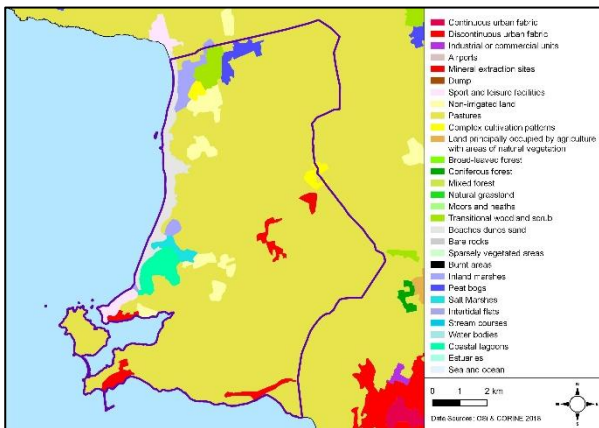 Continuous urban fabric
Discontinuous urban fabric
Industrial or commercial units
Airports
Mineral extraction sites
Dump
Sport and leisure facilities
Non-irrigated land
Pastures
Complex cultivation patterns
Land principally occupied by agriculture
with areas of natural vegetation
Broad-leaved forest
Coniferous forest
Mixed forest
Natural grassland
Moors and heaths
Transitional wood and scrub
Beaches dunes sand
Bare rocks
Sparsely vegetated areas
Burnt areas
Inland marshes
Peat bogs
Salt Marshes
Intertidal flats
Stream courses
Water bodies
Coastal lagoons
Estuaries
Sea and ocean
0 1 2 km
Data Sources: OSi & CORINE 2018